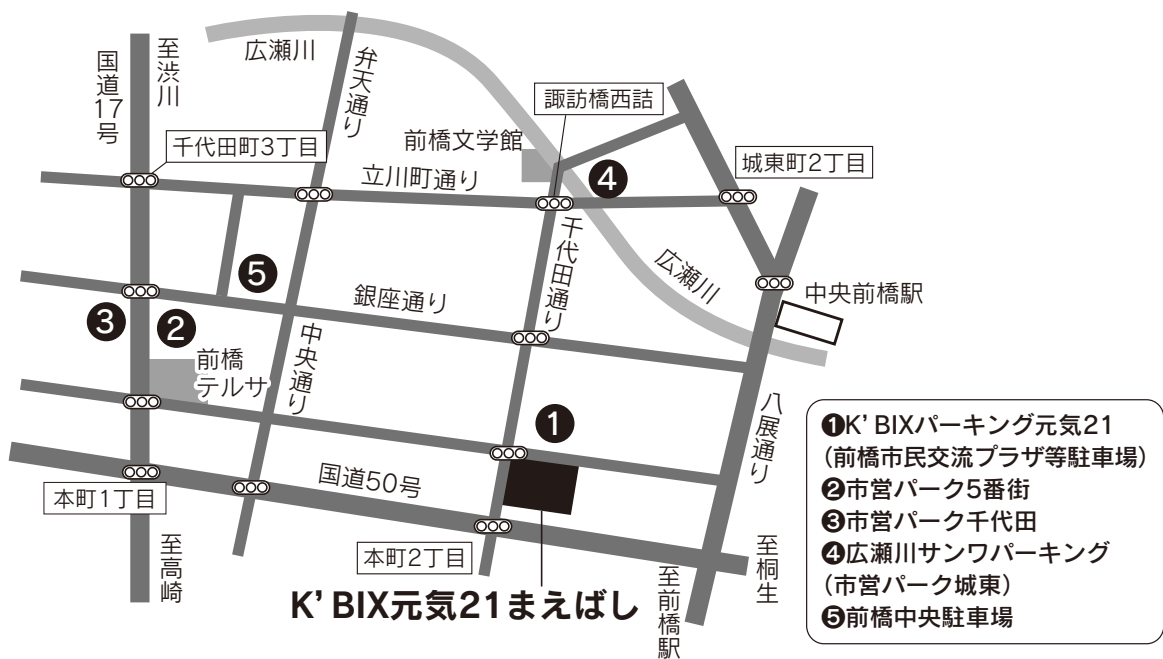 国道17号
至渋川
広瀬川
弁天通り
諏訪橋西詰
前橋文学館
千代田町3丁目
立川町通り
❹
城東町2丁目
千代田通り
❺
銀座通り
広瀬川
中央前橋駅
❸
❷
前橋
テルサ
中央通り
❶
八展通り
国道50号
本町1丁目
本町2丁目
至高崎
至前橋駅
至桐生
K’BIX元気21まえばし
❶K’BIXパーキング元気21
(前橋市民交流プラザ等駐車場)
❷市営パーク5番街
❸市営パーク千代田
❹広瀬川サンワパーキング
(市営パーク城東)
❺前橋中央駐車場